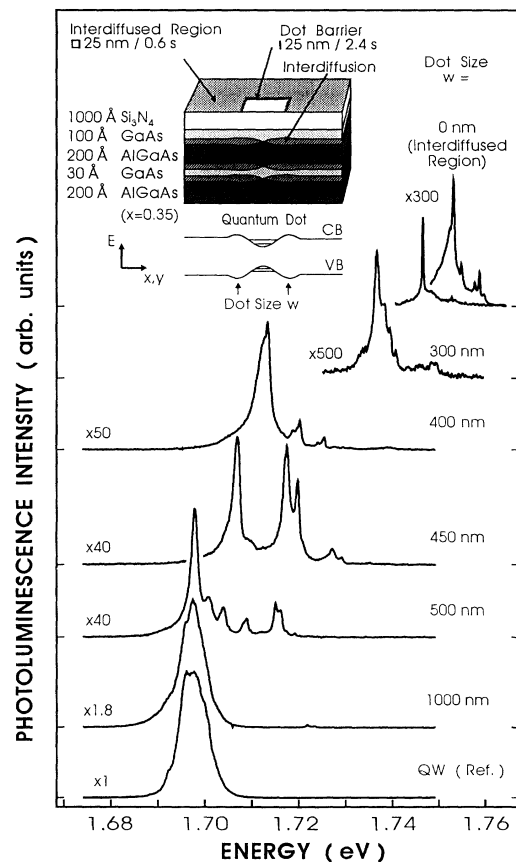 Interdiffused Region
25 nm / 0.6 s
Dot Barrier
25 nm / 2.4 s
Interdiffusion
Dot Size
w =
1000 Å Si3N4
100 Å GaAs
200 Å AlGaAs
30 Å GaAs
200 Å AlGaAs
(x=0.35)
0 nm
(Interdiffused
Region)
x300
Quantum Dot
CB
E
VB
x,y
Dot Size w
x500
300 nm
x50
400 nm
x40
450 nm
x40
500 nm
x1.8
1000 nm
x1
QW (Ref.)
PHOTOLUMINESCENCE INTENSITY (arb. units)
1.68 1.70 1.72 1.74 1.76
ENERGY (eV)